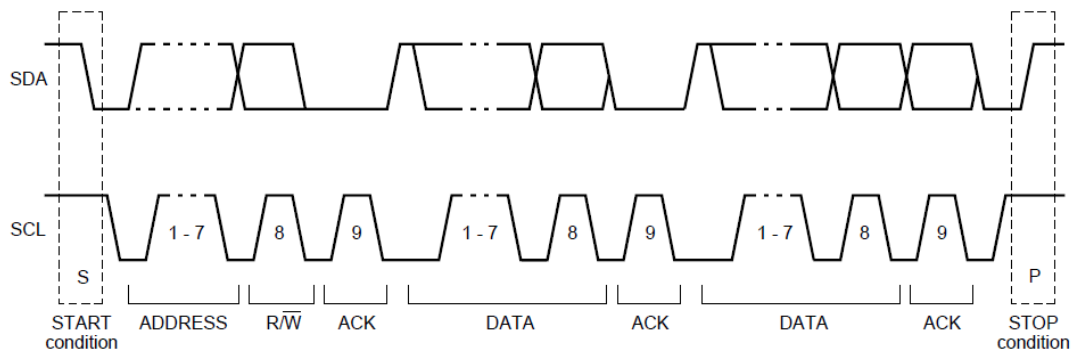 SDA
SCL
1 - 7 8 9 1 - 7 8 9 1 - 7 8 9
S P
START condition ADDRESS R/W̅ ACK DATA ACK DATA ACK STOP condition